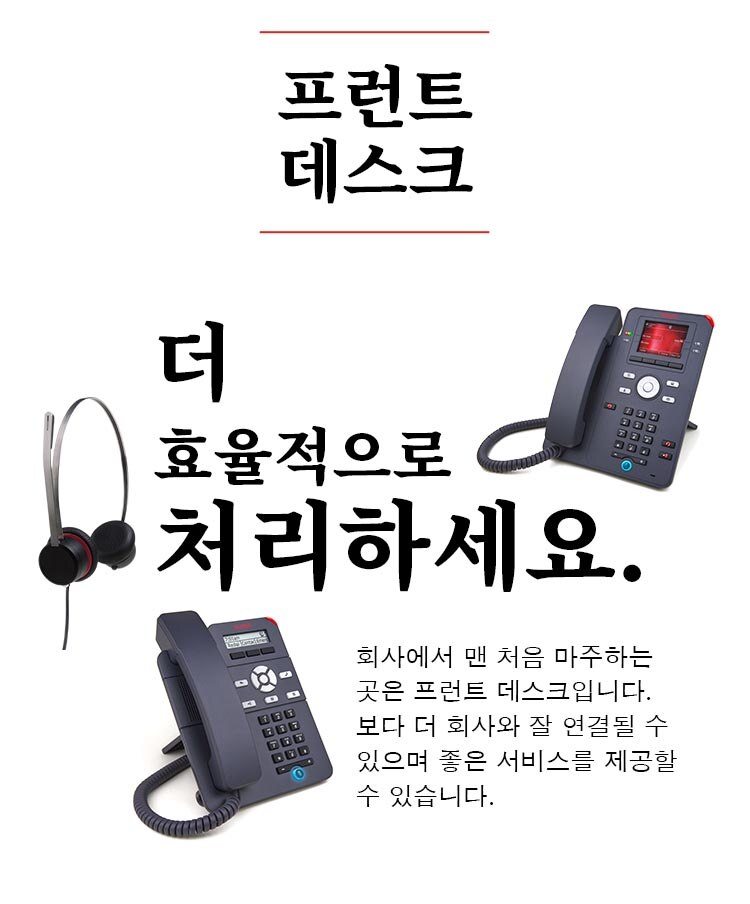 프런트
데스크
더
효율적으로
처리하세요.
회사에서 맨 처음 마주하는
곳은 프런트 데스크입니다.
보다 더 회사와 잘 연결될 수
있으며 좋은 서비스를 제공할
수 있습니다.